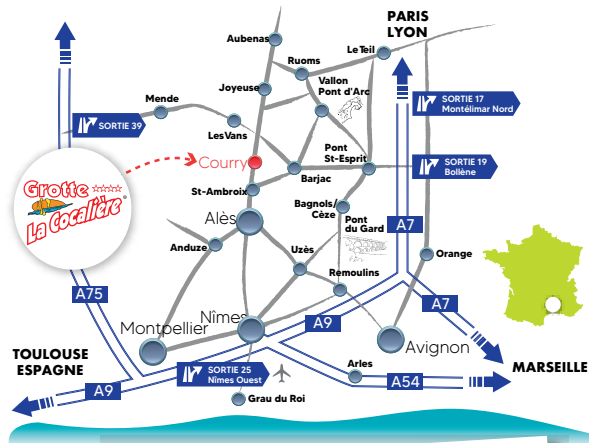 PARIS
LYON
Aubenas
Le Teil
Ruoms
Joyeuse
Vallon
Pont d'Arc
SORTIE 17
Montélimar Nord
Mende
SORTIE 39
Les Vans
Courry
Pont
St-Esprit
SORTIE 19
Bollène
Barjac
Grotte
La Cocalière
St-Ambroix
Bagnols/
Cèze
Alès
Pont
du Gard
A7
Anduze
Uzès
Orange
Remoulins
A75
A7
Nîmes
A9
Montpellier
Avignon
TOULOUSE
ESPAGNE
SORTIE 25
Nîmes Ouest
Arles
MARSEILLE
A9
A54
Grau du Roi